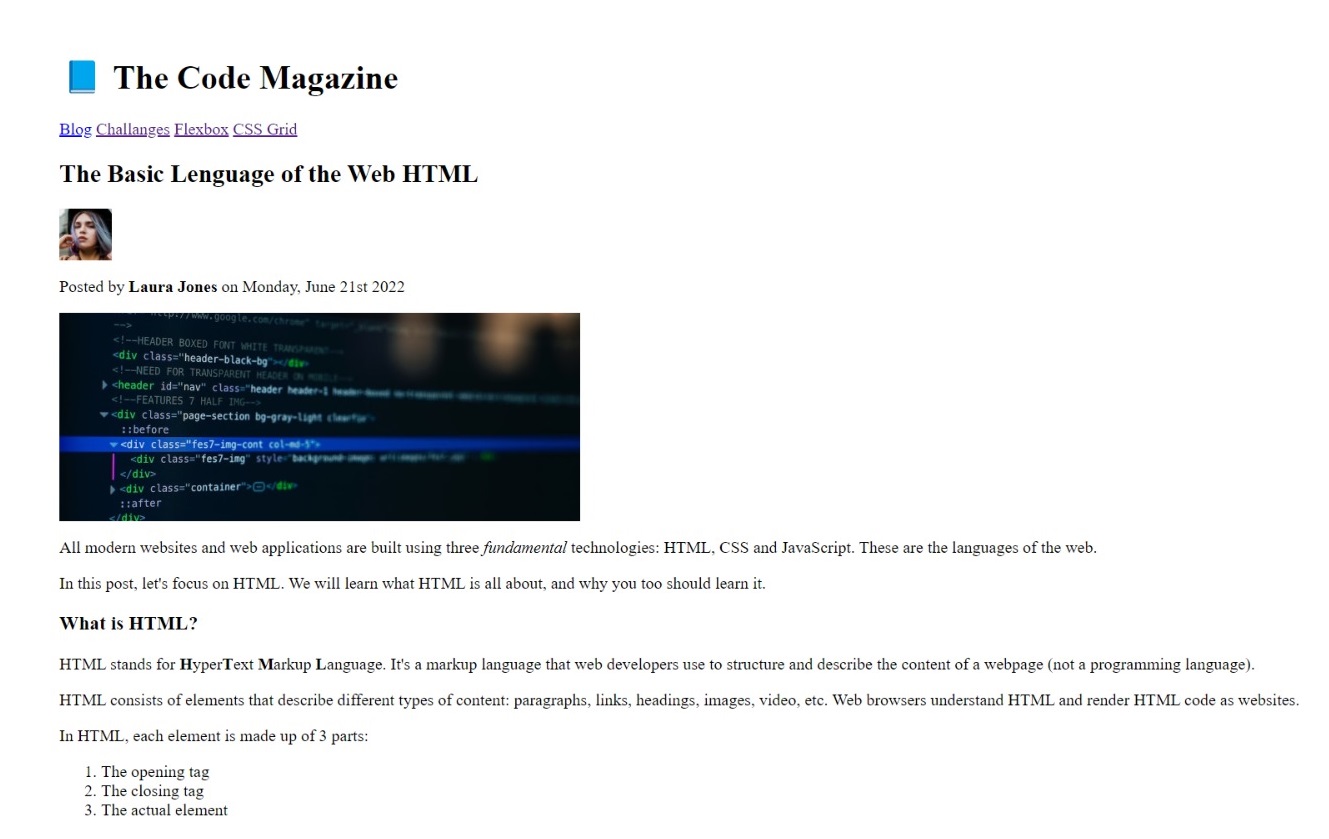 The Code Magazine
Blog Challanges Flexbox CSS Grid
The Basic Lenguage of the Web HTML
Posted by Laura Jones on Monday, June 21st 2022
http://www.google.com/chrome"
-->
<!--HEADER BOXED FONT WHITE TRANSPARENT--
<div class="header-black-bg"></div>
<!--NEED FOR TRANSPARENT HEADER ON MOBILE--
<header id="nav" class="header header-1
<!--FEATURES 7 HALF IMG-->
<div class="page-section bg-gray-light clearfix">
::before
<div class="fes7-img-cont col-md-5">
<div class="fes7-img" style="background-image:
</div>
<div class="container"></div>
::after
</div>
All modern websites and web applications are built using three fundamental technologies: HTML, CSS and JavaScript. These are the languages of the web.
In this post, let's focus on HTML. We will learn what HTML is all about, and why you too should learn it.
What is HTML?
HTML stands for HyperText Markup Language. It's a markup language that web developers use to structure and describe the content of a webpage (not a programming language).
HTML consists of elements that describe different types of content: paragraphs, links, headings, images, video, etc. Web browsers understand HTML and render HTML code as websites.
In HTML, each element is made up of 3 parts:
1. The opening tag
2. The closing tag
3. The actual element